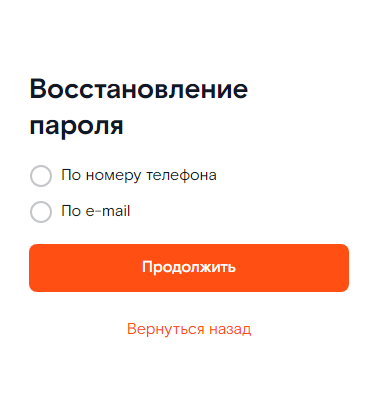 Восстановление
пароля
По номеру телефона
По e-mail
Продолжить
Вернуться назад